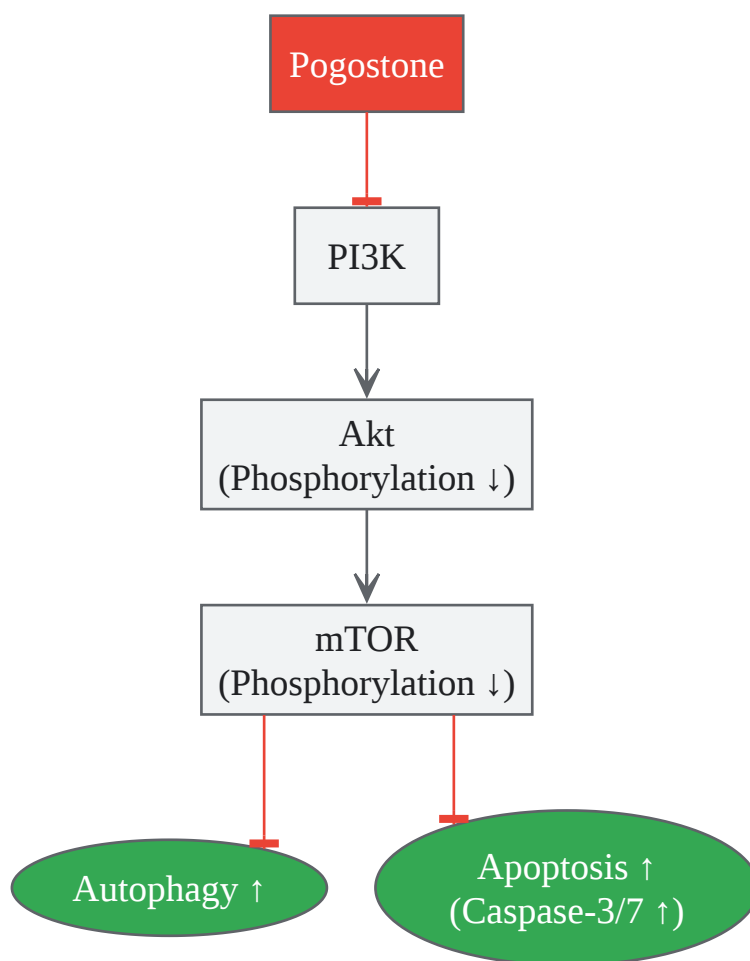 Pogostone
PI3K
Akt
(Phosphorylation ↓)
mTOR
(Phosphorylation ↓)
Autophagy ↑
Apoptosis ↑
(Caspase-3/7 ↑)